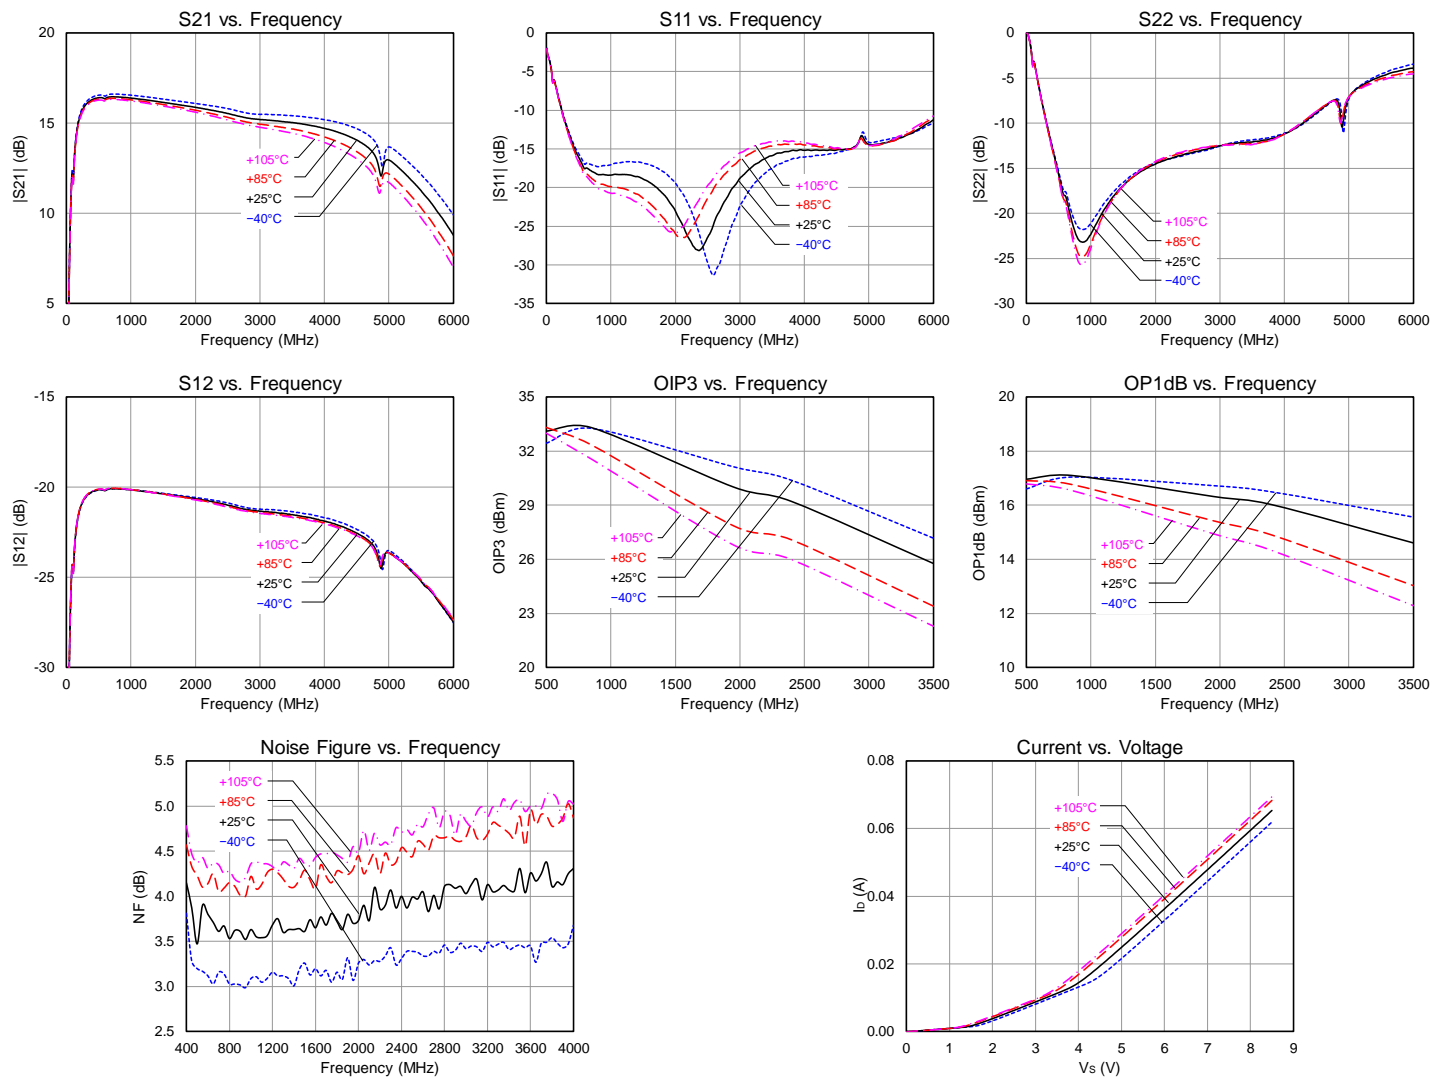 S21 vs. Frequency
20
15
10
5
|S21| (dB)
+105°C
+85°C
+25°C
−40°C
0 1000 2000 3000 4000 5000 6000
Frequency (MHz)
S11 vs. Frequency
0
-5
-10
-15
-20
-25
-30
-35
|S11| (dB)
+105°C
+85°C
+25°C
−40°C
0 1000 2000 3000 4000 5000 6000
Frequency (MHz)
S22 vs. Frequency
0
-5
-10
-15
-20
-25
-30
|S22| (dB)
+105°C
+85°C
+25°C
−40°C
0 1000 2000 3000 4000 5000 6000
Frequency (MHz)
S12 vs. Frequency
-15
-20
-25
-30
|S12| (dB)
+105°C
+85°C
+25°C
−40°C
0 1000 2000 3000 4000 5000 6000
Frequency (MHz)
OIP3 vs. Frequency
35
32
29
26
23
20
OIP3 (dBm)
+105°C
+85°C
+25°C
−40°C
500 1000 1500 2000 2500 3000 3500
Frequency (MHz)
OP1dB vs. Frequency
20
18
16
14
12
10
OP1dB (dBm)
+105°C
+85°C
+25°C
−40°C
500 1000 1500 2000 2500 3000 3500
Frequency (MHz)
Noise Figure vs. Frequency
5.5
5.0
4.5
4.0
3.5
3.0
2.5
NF (dB)
+105°C
+85°C
+25°C
−40°C
400 800 1200 1600 2000 2400 2800 3200 3600 4000
Frequency (MHz)
Current vs. Voltage
0.08
0.06
0.04
0.02
0.00
ID (A)
+105°C
+85°C
+25°C
−40°C
0 1 2 3 4 5 6 7 8 9
VS (V)